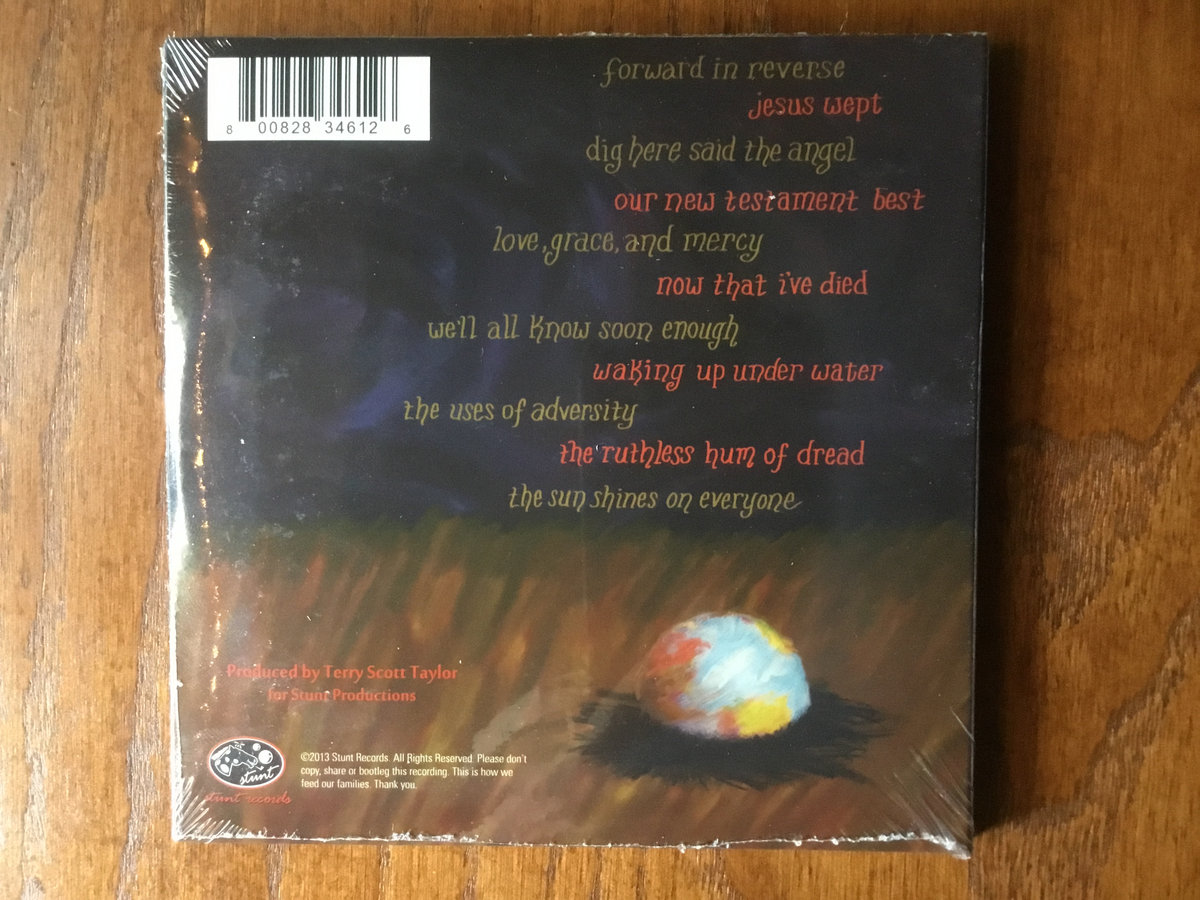 8 00828 34612 6
forward in reverse
jesus wept
dig here said the angel
our new testament best
love, grace, and mercy
now that i've died
we'll all know soon enough
waking up under water
the uses of adversity
the ruthless hum of dread
the sun shines on everyone
Produced by Terry Scott Taylor
for Stunt Productions
stunt
stunt records
©2013 Stunt Records. All Rights Reserved. Please don't
copy, share or bootleg this recording. This is how we
feed our families. Thank you.